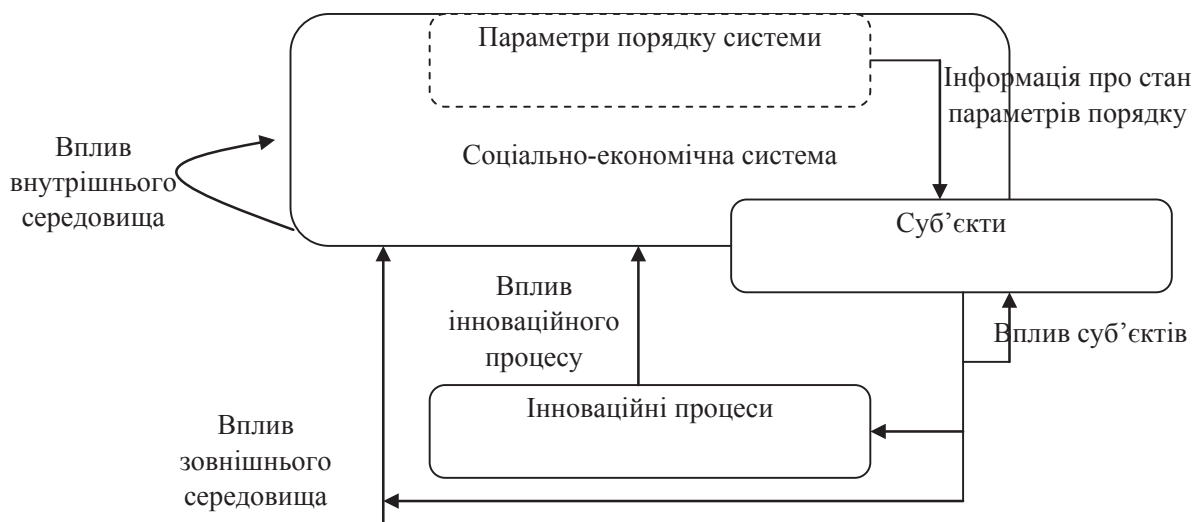 Параметри порядку системи
Інформація про стан
параметрів порядку
Вплив
внутрішнього
середовища
Соціально-економічна система
Суб’єкти
Вплив
інноваційного
процесу
Вплив суб’єктів
Інноваційні процеси
Вплив
зовнішнього
середовища